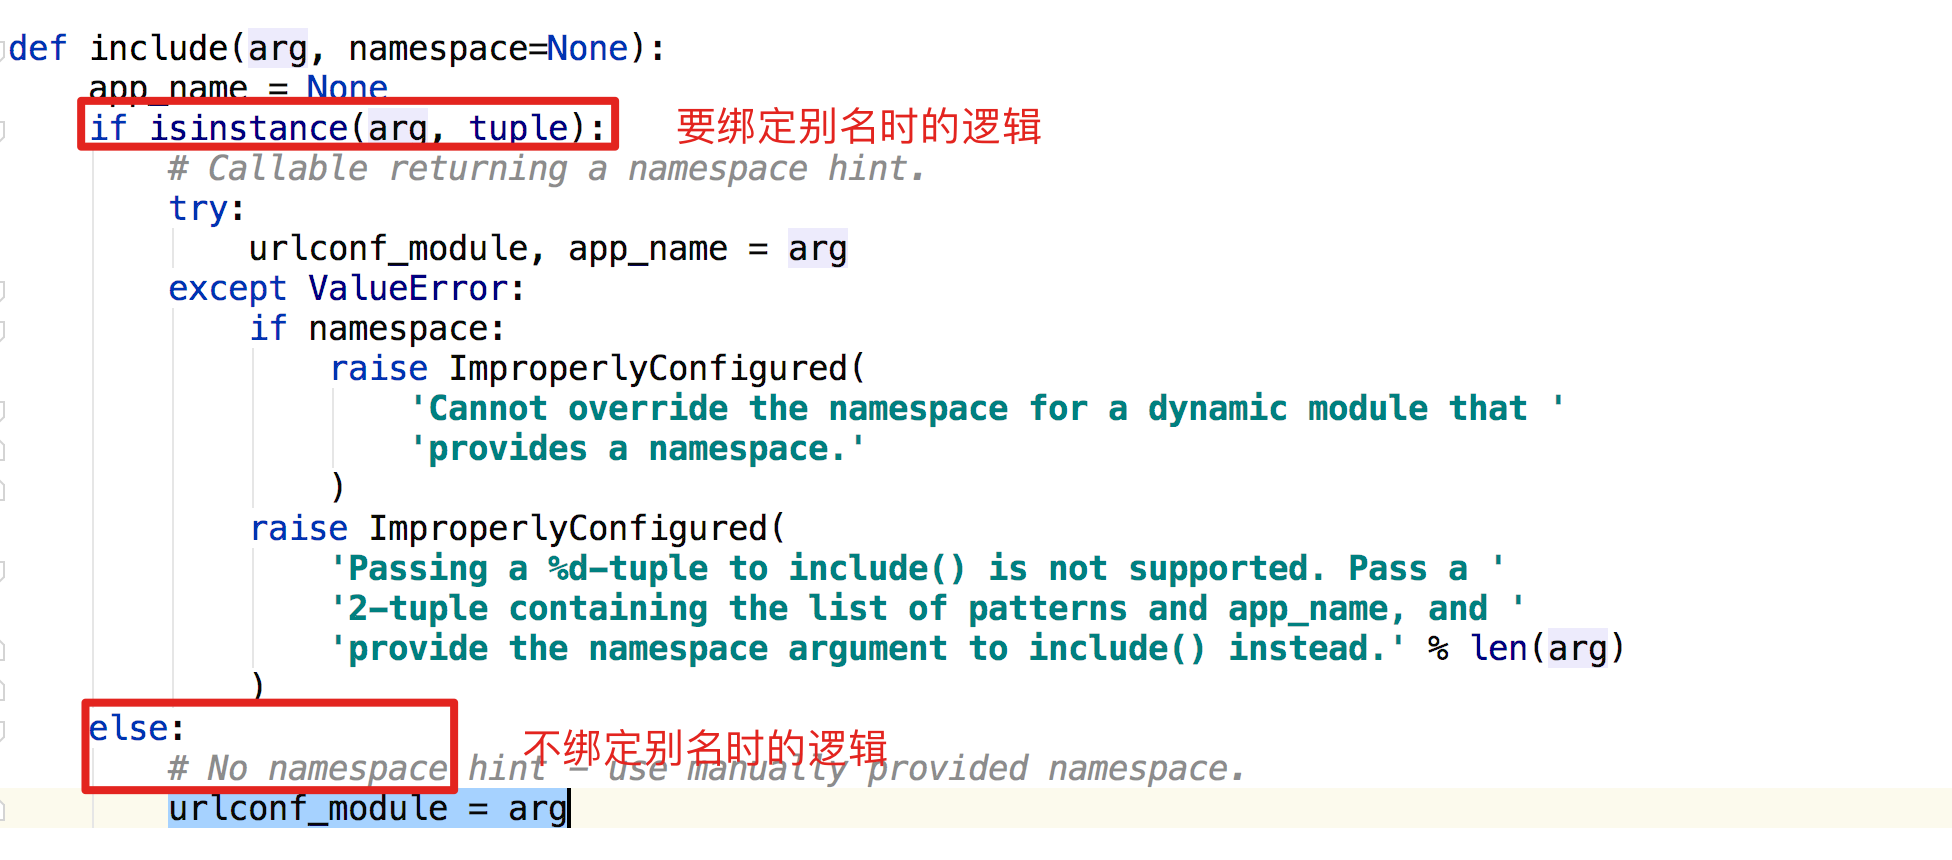 def include(arg, namespace=None):
    app_name = None
    if isinstance(arg, tuple): 要绑定别名时的逻辑
        # Callable returning a namespace hint.
        try:
            urlconf_module, app_name = arg
        except ValueError:
            if namespace:
                raise ImproperlyConfigured(
                    'Cannot override the namespace for a dynamic module that '
                    'provides a namespace.'
                )
            raise ImproperlyConfigured(
                'Passing a %d-tuple to include() is not supported. Pass a '
                '2-tuple containing the list of patterns and app_name, and '
                'provide the namespace argument to include() instead.' % len(arg)
            )
    else:
不绑定别名时的逻辑
        # No namespace hint - use manually provided namespace.
        urlconf_module = arg